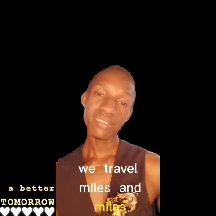 we travel
miles and
miles
a better
TOMORROW
🤍🤍🤍🤍🤍